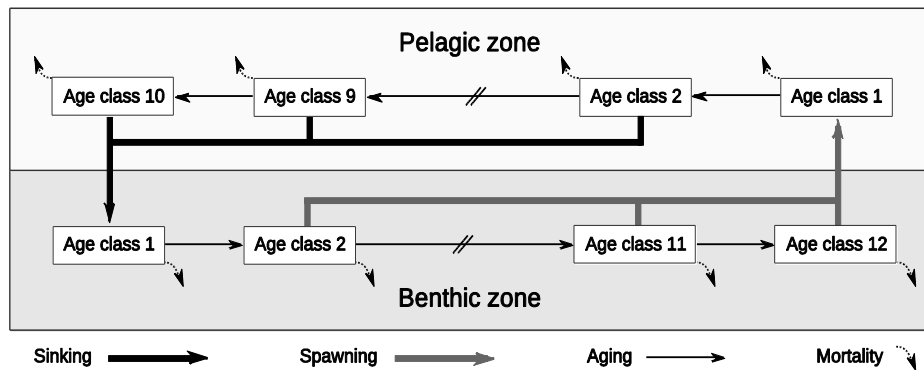 Pelagic zone
Age class 10
Age class 9
Age class 2
Age class 1
Age class 1
Age class 2
Age class 11
Age class 12
Benthic zone
Sinking
Spawning
Aging
Mortality